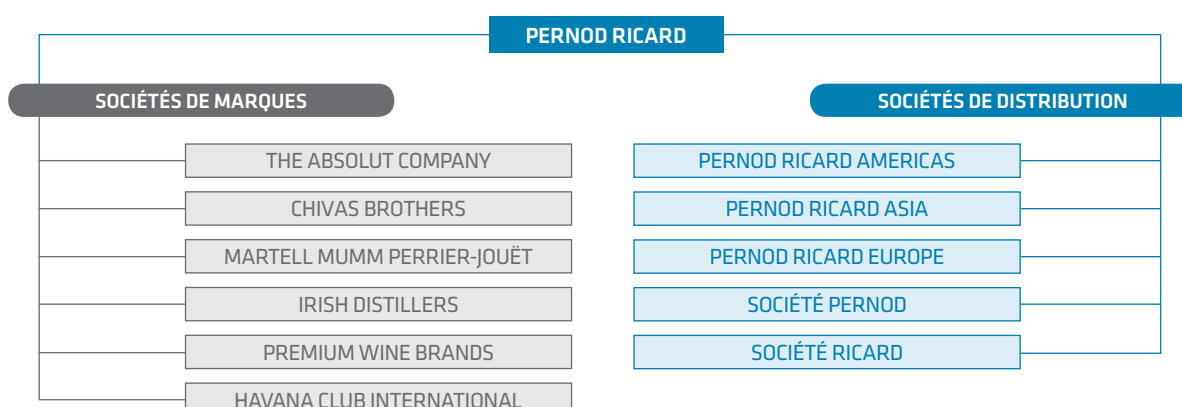 PERNOD RICARD
SOCIÉTÉS DE MARQUES
THE ABSOLUT COMPANY
CHIVAS BROTHERS
MARTELL MUMM PERRIER-JOUËT
IRISH DISTILLERS
PREMIUM WINE BRANDS
HAVANA CLUB INTERNATIONAL
SOCIÉTÉS DE DISTRIBUTION
PERNOD RICARD AMERICAS
PERNOD RICARD ASIA
PERNOD RICARD EUROPE
SOCIÉTÉ PERNOD
SOCIÉTÉ RICARD